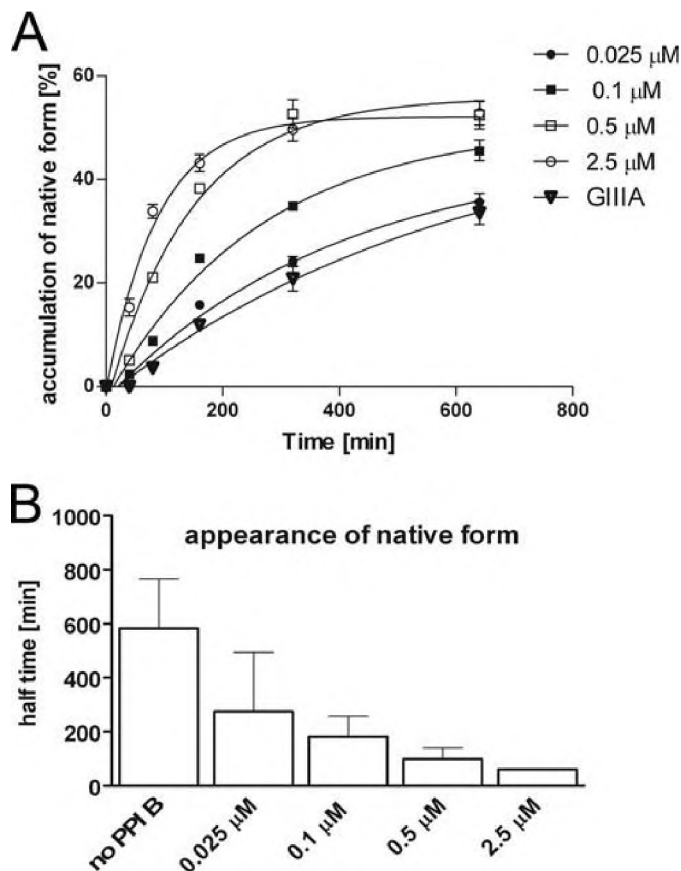 A
accumulation of native form [%]
60
40
20
0
0 200 400 600 800
Time [min]
0.025 μM
0.1 μM
0.5 μM
2.5 μM
GIIIA
B
appearance of native form
half time [min]
1000
800
600
400
200
0
no PPI B
0.025 μM
0.1 μM
0.5 μM
2.5 μM